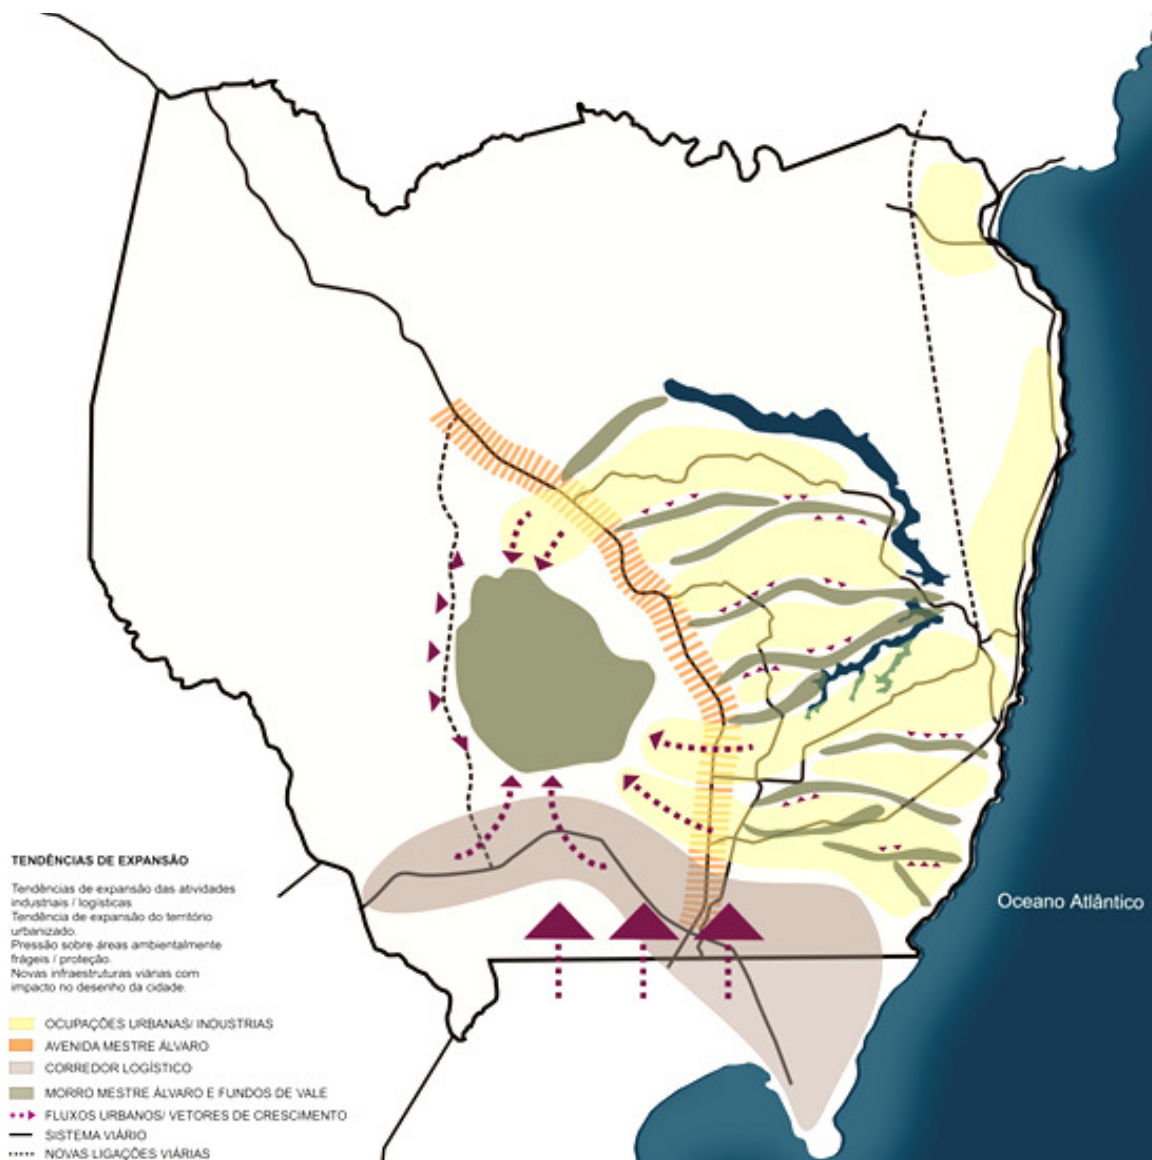 TENDÊNCIAS DE EXPANSÃO
Tendências de expansão das atividades
industriais / logísticas
Tendência de expansão do território
urbanizado.
Pressão sobre áreas ambientalmente
frágeis / proteção.
Novas infraestruturas viárias com
impacto no desenho da cidade.
OCUPAÇÕES URBANAS/ INDUSTRIAS
AVENIDA MESTRE ÁLVARO
CORREDOR LOGÍSTICO
MORRO MESTRE ÁLVARO E FUNDOS DE VALE
FLUXOS URBANOS/ VETORES DE CRESCIMENTO
SISTEMA VIÁRIO
NOVAS LIGAÇÕES VIÁRIAS
Oceano Atlântico